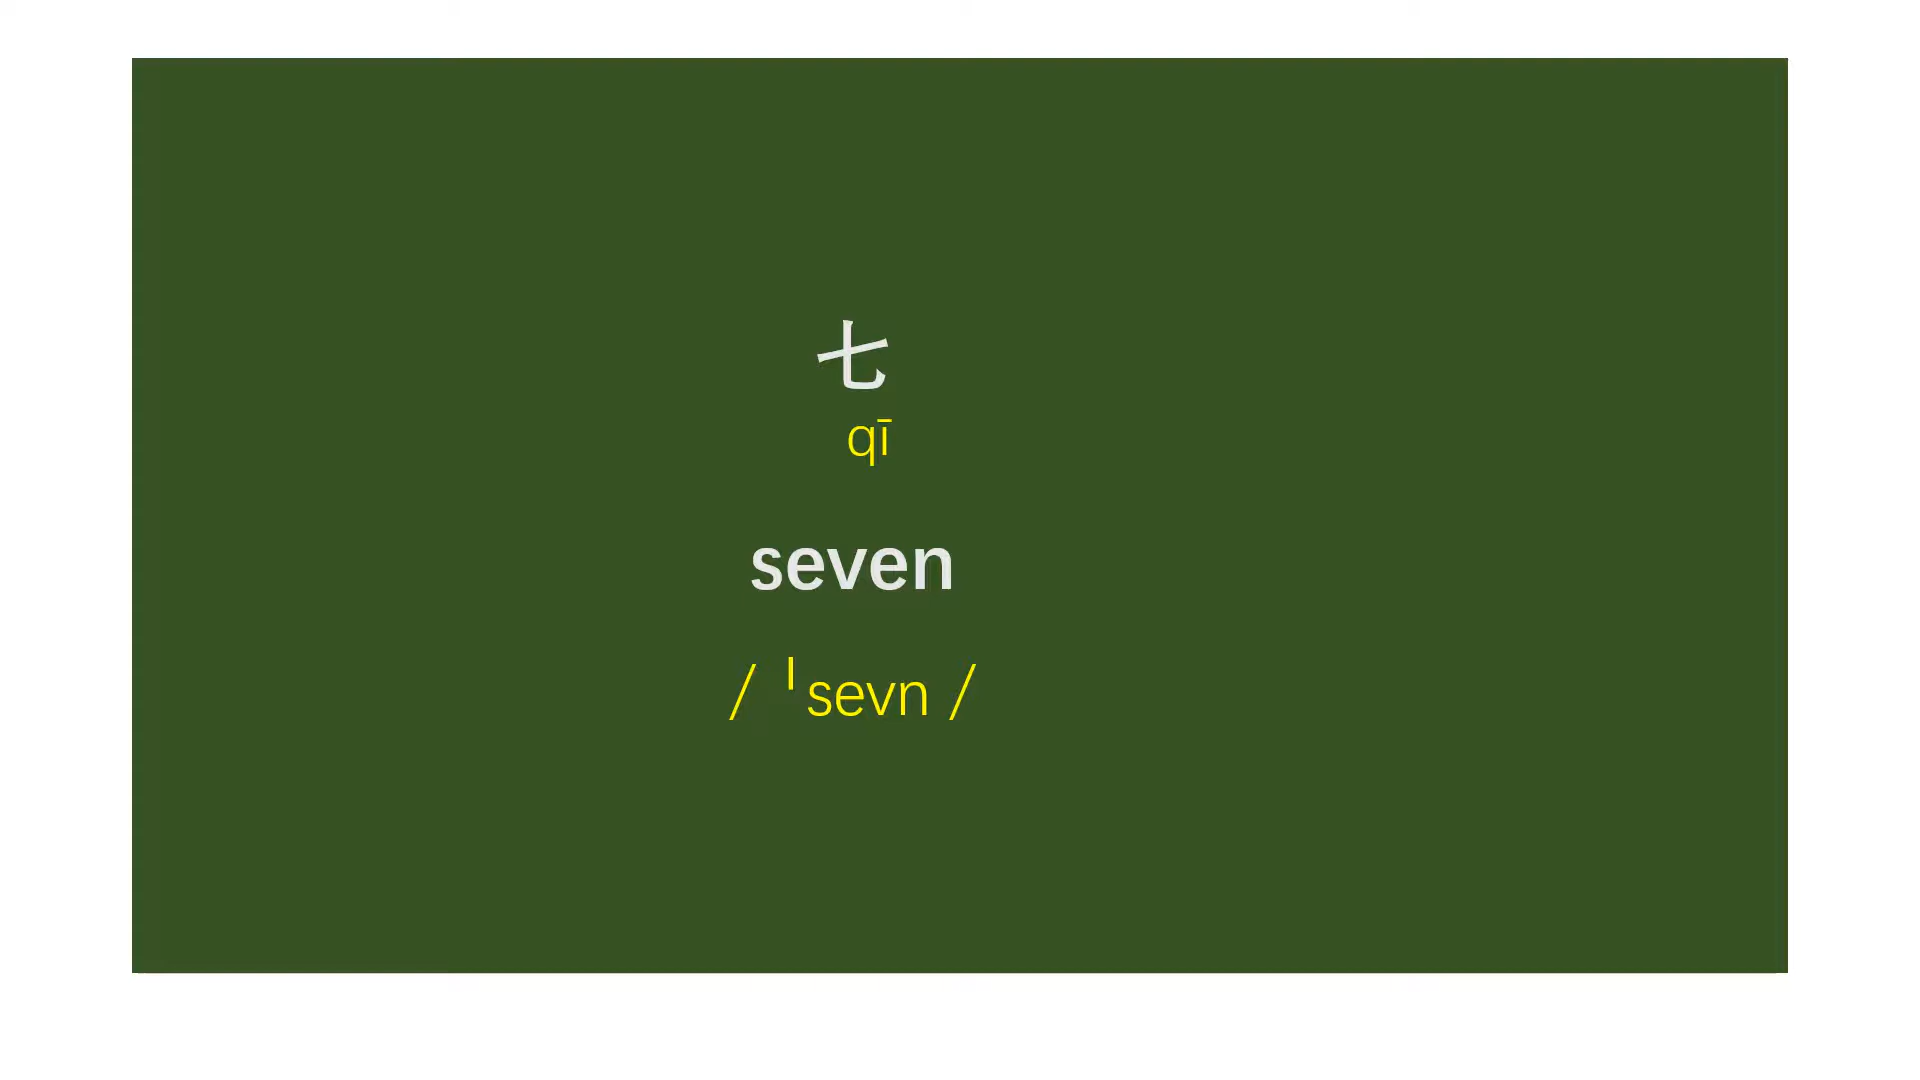 七
qī
seven
/ ˈsevn /